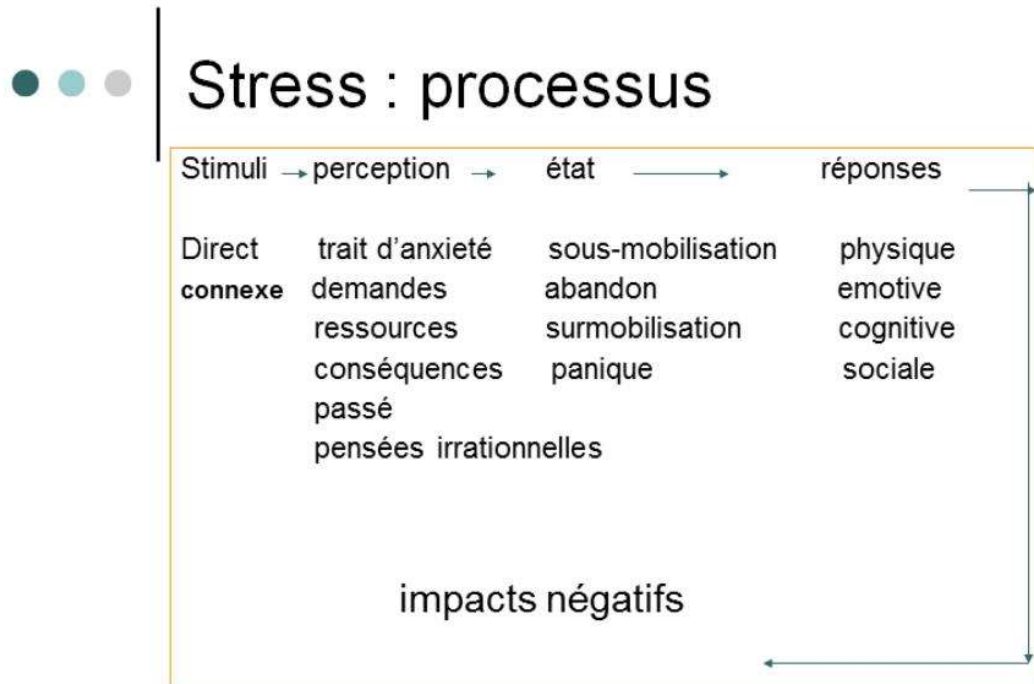 Stress : processus
Stimuli perception état réponses
Direct trait d'anxieté sous-mobilisation physique
connexe demandes abandon emotive
ressources surmobilisation cognitive
conséquences panique sociale
passé
pensées irrationnelles
impacts négatifs